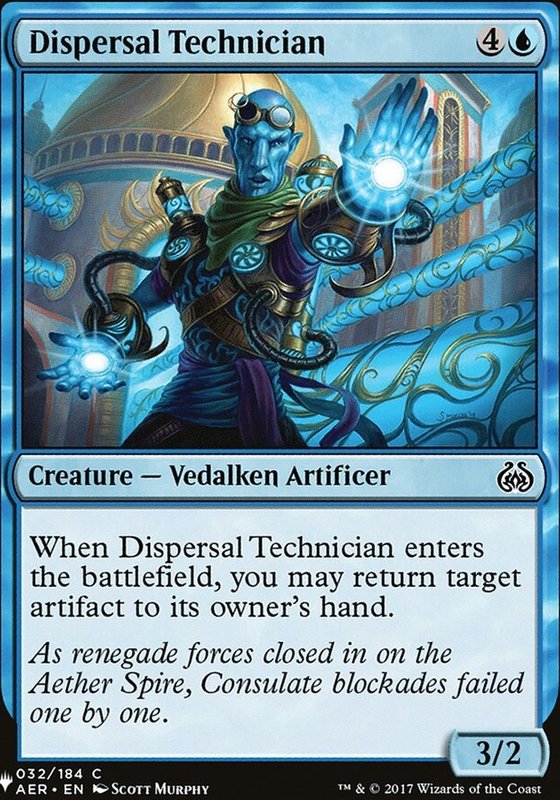 Dispersal Technician 4
Creature — Vedalken Artificer
When Dispersal Technician enters
the battlefield, you may return target
artifact to its owner's hand.
As renegade forces closed in on the
Aether Spire, Consulate blockades failed
one by one.
3/2
032/184 C
AER • EN Scott Murphy
™ & © 2017 Wizards of the Coast